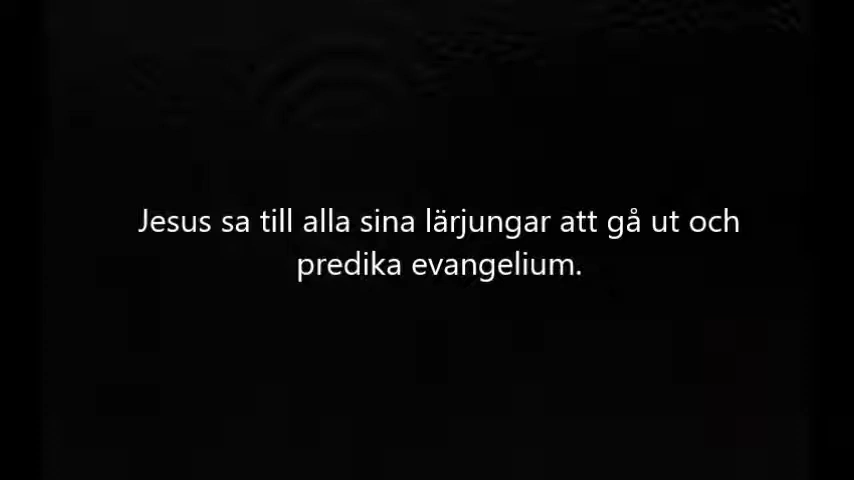 Jesus sa till alla sina lärjungar att gå ut och
predika evangelium.